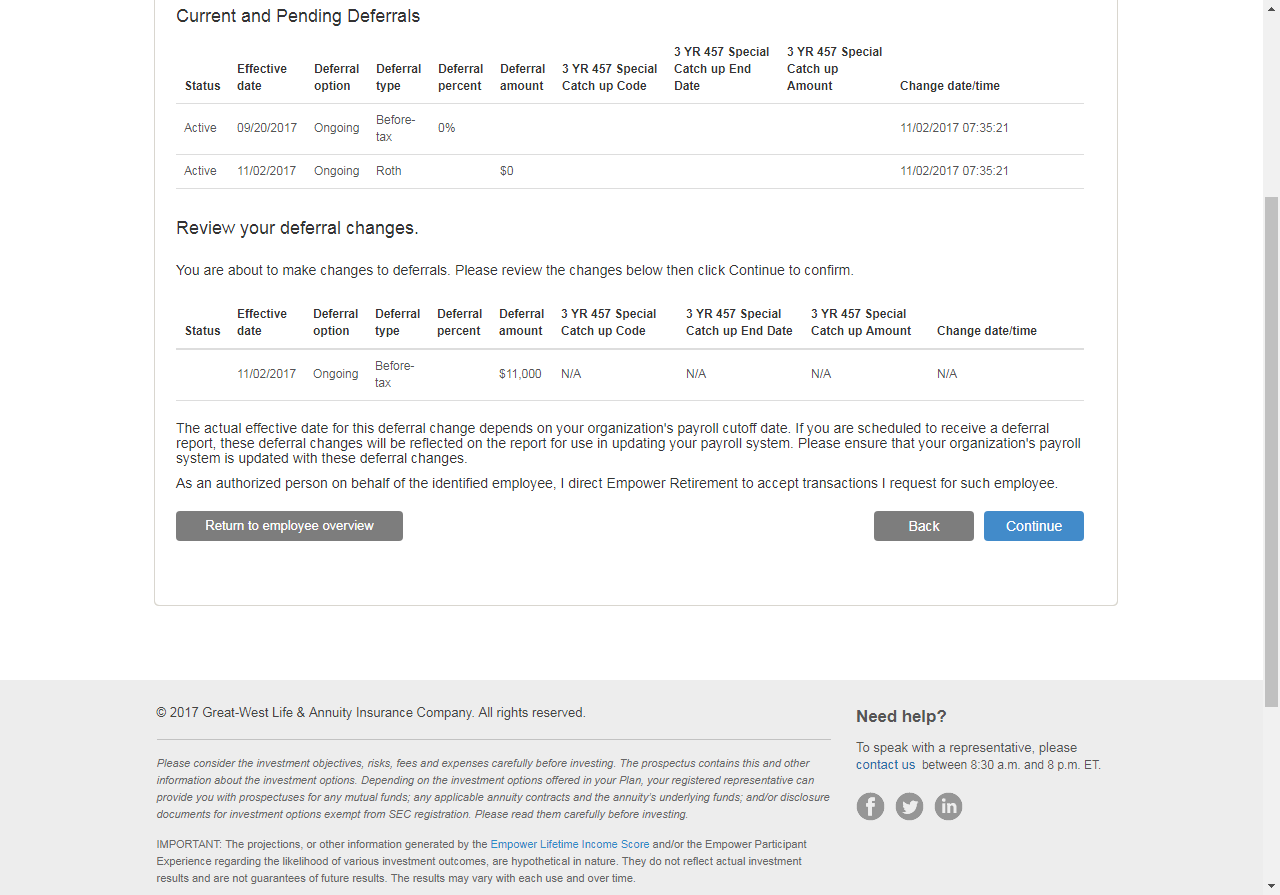 Current and Pending Deferrals
Status Effective date Deferral option Deferral type Deferral percent Deferral amount 3 YR 457 Special Catch up Code 3 YR 457 Special Catch up End Date 3 YR 457 Special Catch up Amount Change date/time
Active 09/20/2017 Ongoing Before-tax 0% 11/02/2017 07:35:21
Active 11/02/2017 Ongoing Roth $0 11/02/2017 07:35:21
Review your deferral changes.
You are about to make changes to deferrals. Please review the changes below then click Continue to confirm.
Status Effective date Deferral option Deferral type Deferral percent Deferral amount 3 YR 457 Special Catch up Code 3 YR 457 Special Catch up End Date 3 YR 457 Special Catch up Amount Change date/time
11/02/2017 Ongoing Before-tax $11,000 N/A N/A N/A N/A
The actual effective date for this deferral change depends on your organization's payroll cutoff date. If you are scheduled to receive a deferral
report, these deferral changes will be reflected on the report for use in updating your payroll system. Please ensure that your organization's payroll
system is updated with these deferral changes.
As an authorized person on behalf of the identified employee, I direct Empower Retirement to accept transactions I request for such employee.
Return to employee overview Back Continue
© 2017 Great-West Life & Annuity Insurance Company. All rights reserved.
Please consider the investment objectives, risks, fees and expenses carefully before investing. The prospectus contains this and other
information about the investment options. Depending on the investment options offered in your Plan, your registered representative can
provide you with prospectuses for any mutual funds; any applicable annuity contracts and the annuity's underlying funds; and/or disclosure
documents for investment options exempt from SEC registration. Please read them carefully before investing.
IMPORTANT: The projections, or other information generated by the Empower Lifetime Income Score and/or the Empower Participant
Experience regarding the likelihood of various investment outcomes, are hypothetical in nature. They do not reflect actual investment
results and are not guarantees of future results. The results may vary with each use and over time.
Need help?
To speak with a representative, please
contact us between 8:30 a.m. and 8 p.m. ET.
f in